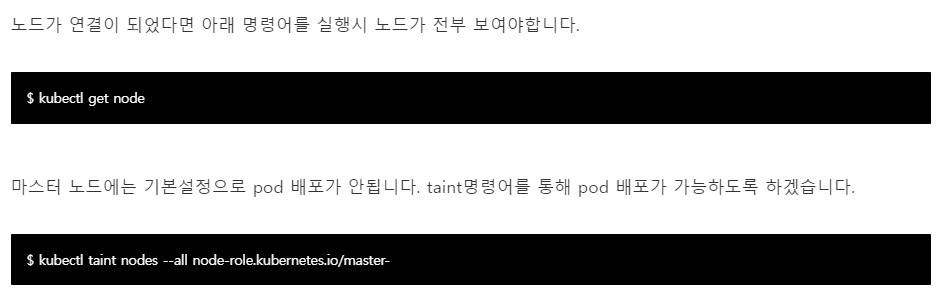 노드가 연결이 되었다면 아래 명령어를 실행시 노드가 전부 보여야합니다.
$ kubectl get node
마스터 노드에는 기본설정으로 pod 배포가 안됩니다. taint명령어를 통해 pod 배포가 가능하도록 하겠습니다.
$ kubectl taint nodes --all node-role.kubernetes.io/master-